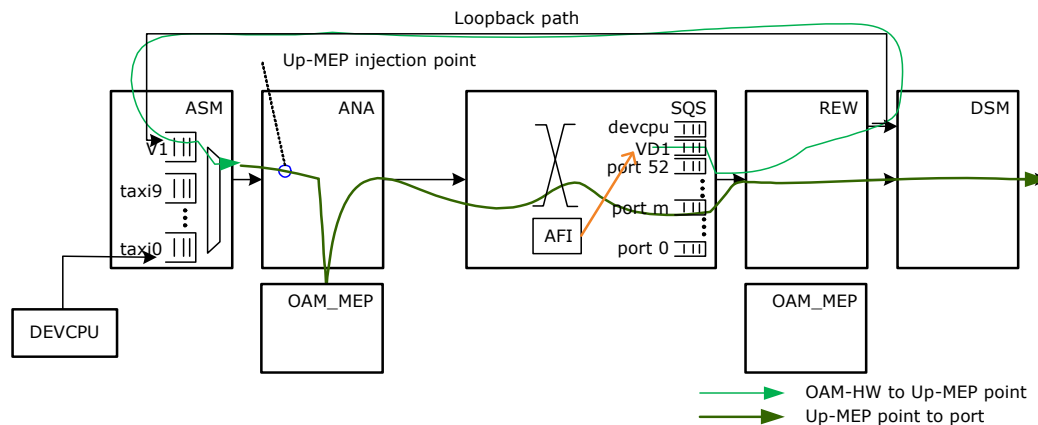 Loopback path
Up-MEP injection point
ASM
ANA
SQS
REW
DSM
devcpu
V1
VD1
port 52
taxi9
port m
AFI
taxi0
port 0
OAM_MEP
OAM_MEP
DEVCPU
OAM-HW to Up-MEP point
Up-MEP point to port